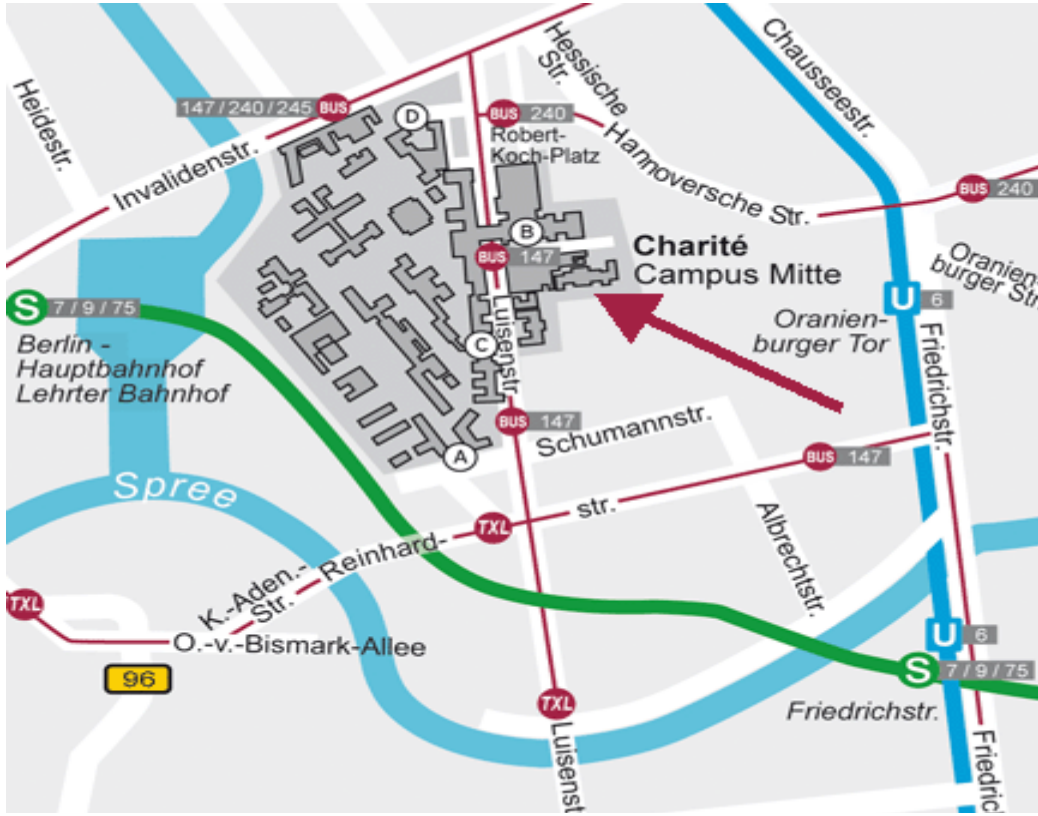 Chausseestr.
Hessische
Str.
Heidestr.
147 / 240 / 245 BUS
D
BUS 240
Robert-
Koch-Platz
Hannoversche Str.
Invalidenstr.
BUS 240
B
Charité
Campus Mitte
BUS 147
Oranien-
burger Str.
S 7 / 9 / 75
Berlin -
Hauptbahnhof
Lehrter Bahnhof
U 6
Oranien-
burger Tor
Luisenstr.
C
Friedrichstr.
BUS 147
Schumannstr.
A
BUS 147
Spree
str.
TXL
Reinhard-
Albrechtstr.
K.-Aden.-
Str.
TXL
O.-v.-Bismark-Allee
U 6
96
S 7 / 9 / 75
TXL
Friedrichstr.
Luisenst
Friedrich